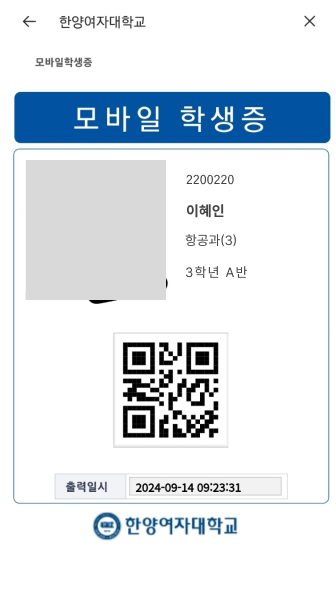 한양여자대학교
모바일학생증
모바일 학생증
2200220
이혜인
항공과(3)
3학년 A반
출력일시 2024-09-14 09:23:31
한양여자대학교